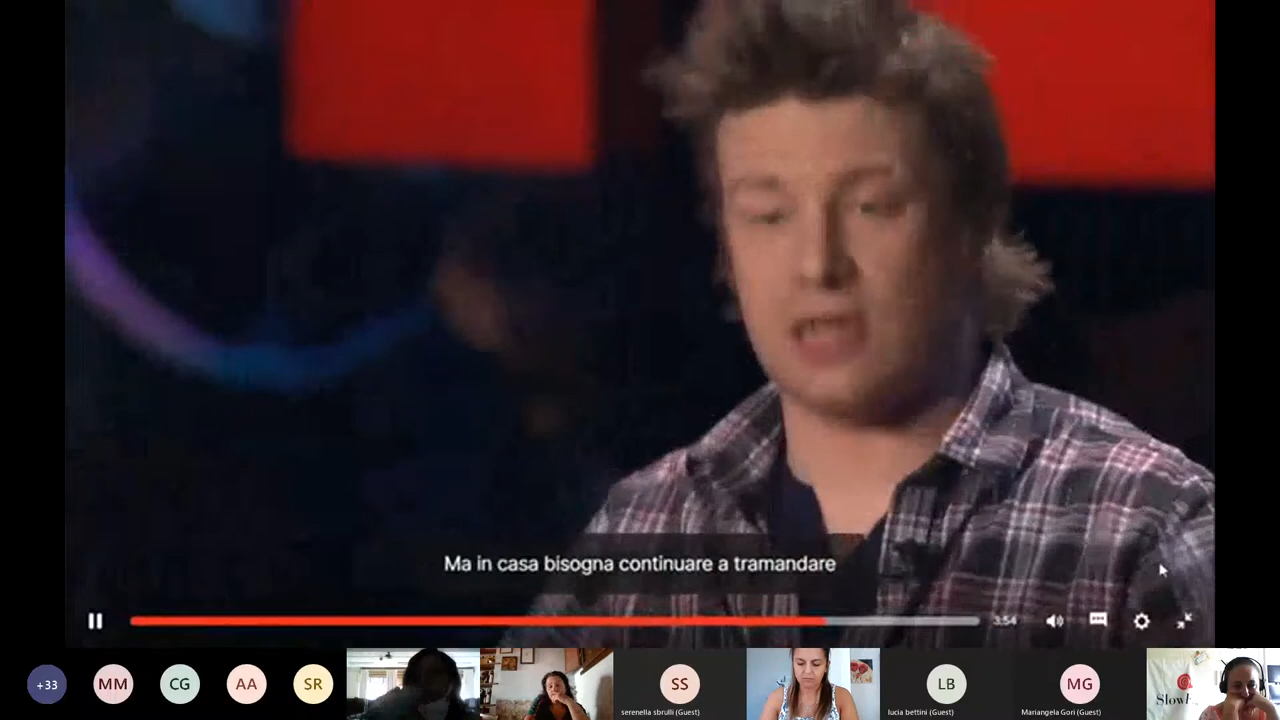 Ma in casa bisogna continuare a tramandare
3:54
+33
MM
CG
AA
SR
SS
LB
MG
serenella sbrulli (Guest)
lucia bettini (Guest)
Mariangela Gori (Guest)